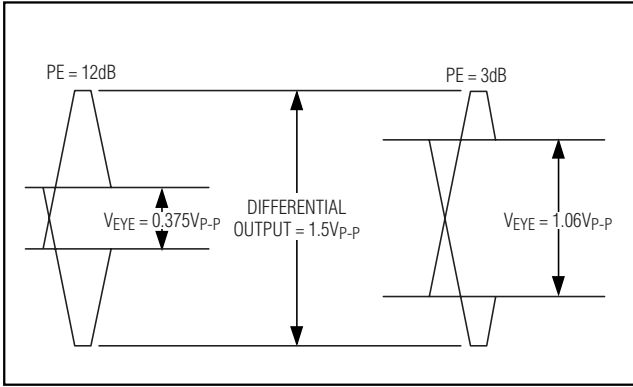 PE = 12dB
PE = 3dB
VEYE = 0.375VP-P
DIFFERENTIAL
OUTPUT = 1.5VP-P
VEYE = 1.06VP-P